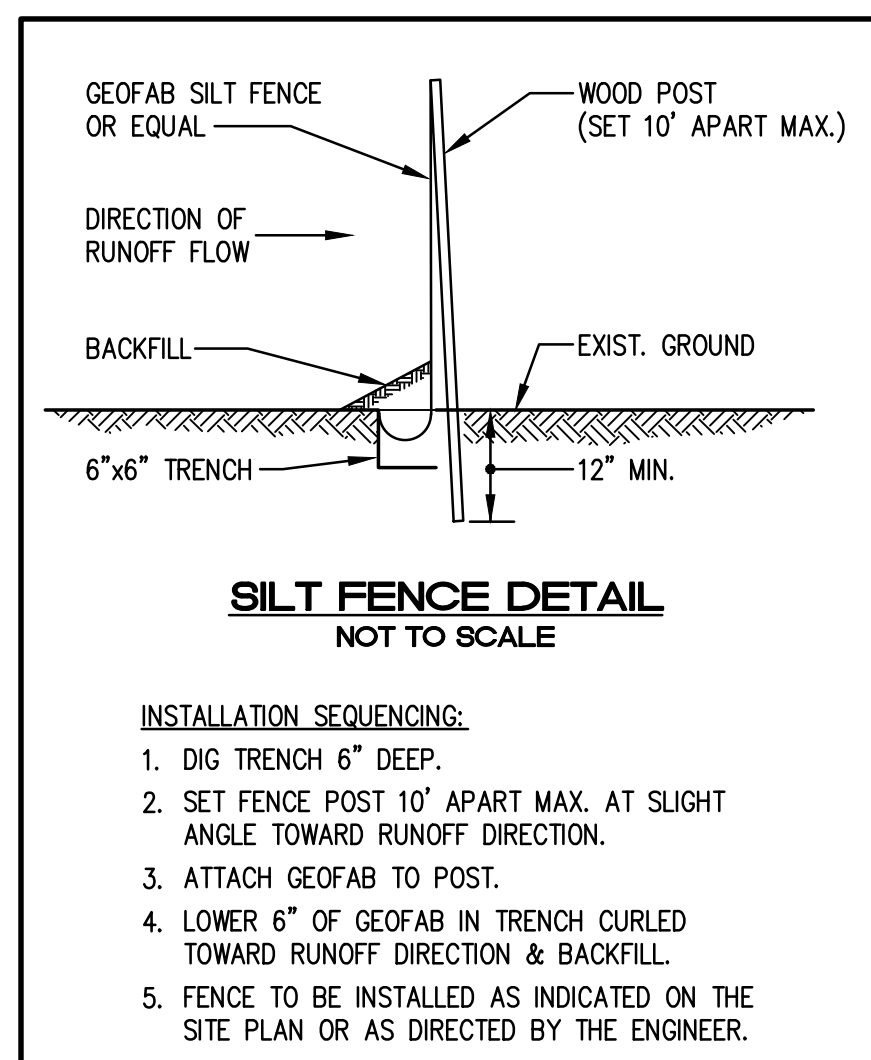 GEOFAB SILT FENCE
OR EQUAL
WOOD POST
(SET 10' APART MAX.)
DIRECTION OF
RUNOFF FLOW
BACKFILL
EXIST. GROUND
6"x6" TRENCH
12" MIN.
SILT FENCE DETAIL
NOT TO SCALE
INSTALLATION SEQUENCING:
1. DIG TRENCH 6" DEEP.
2. SET FENCE POST 10' APART MAX. AT SLIGHT
ANGLE TOWARD RUNOFF DIRECTION.
3. ATTACH GEOFAB TO POST.
4. LOWER 6" OF GEOFAB IN TRENCH CURLED
TOWARD RUNOFF DIRECTION & BACKFILL.
5. FENCE TO BE INSTALLED AS INDICATED ON THE
SITE PLAN OR AS DIRECTED BY THE ENGINEER.